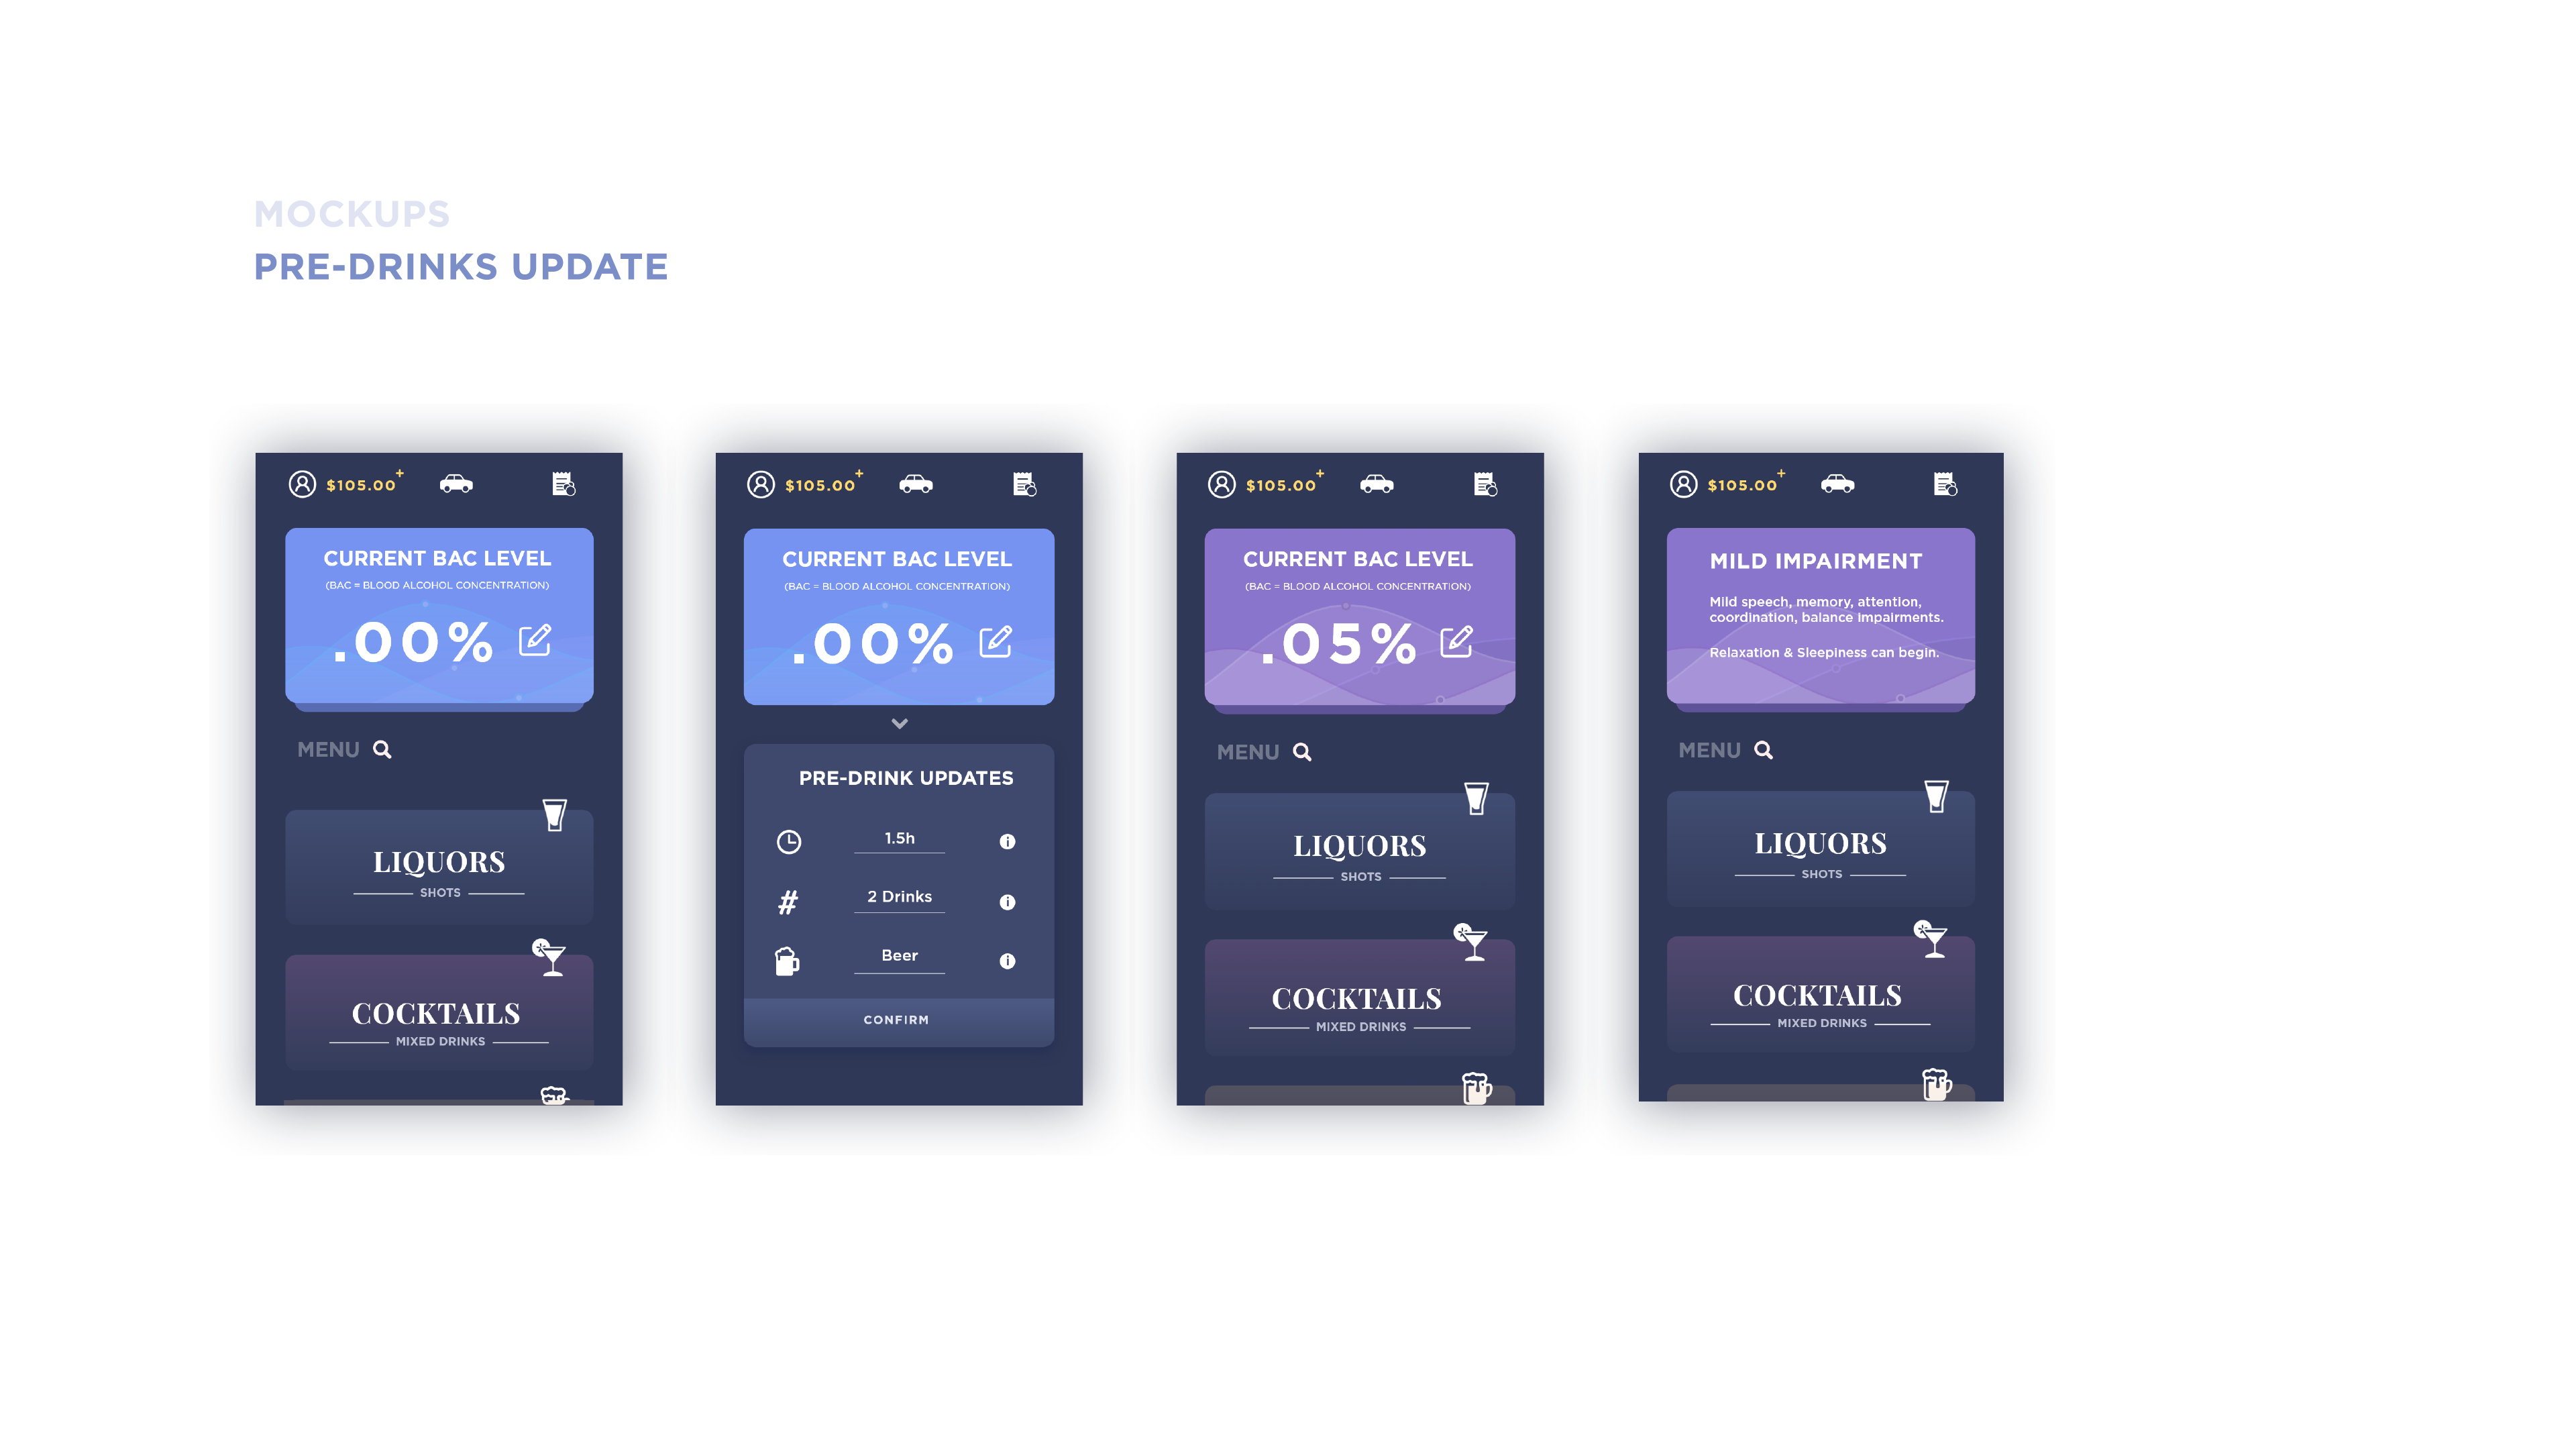 MOCKUPS
PRE-DRINKS UPDATE
$105.00+
CURRENT BAC LEVEL
(BAC = BLOOD ALCOHOL CONCENTRATION)
.00%
MENU
LIQUORS
SHOTS
COCKTAILS
MIXED DRINKS
$105.00+
CURRENT BAC LEVEL
(BAC = BLOOD ALCOHOL CONCENTRATION)
.00%
PRE-DRINK UPDATES
1.5h
# 2 Drinks
Beer
CONFIRM
$105.00+
CURRENT BAC LEVEL
(BAC = BLOOD ALCOHOL CONCENTRATION)
.05%
MENU
LIQUORS
SHOTS
COCKTAILS
MIXED DRINKS
$105.00+
MILD IMPAIRMENT
Mild speech, memory, attention,
coordination, balance impairments.
Relaxation & Sleepiness can begin.
MENU
LIQUORS
SHOTS
COCKTAILS
MIXED DRINKS